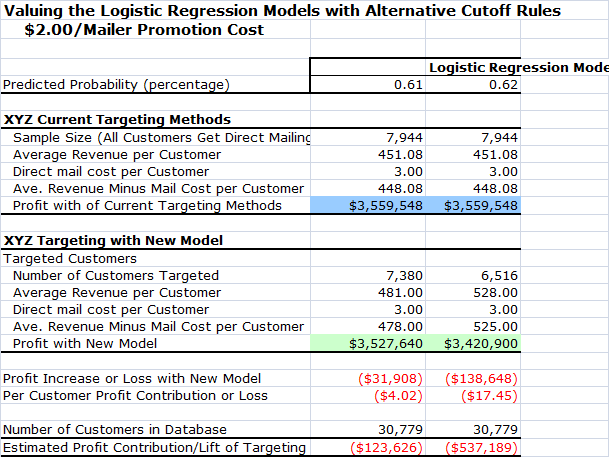 Valuing the Logistic Regression Models with Alternative Cutoff Rules
$2.00/Mailer Promotion Cost
Logistic Regression Mode
Predicted Probability (percentage) 0.61 0.62
XYZ Current Targeting Methods
Sample Size (All Customers Get Direct Mailing 7,944 7,944
Average Revenue per Customer 451.08 451.08
Direct mail cost per Customer 3.00 3.00
Ave. Revenue Minus Mail Cost per Customer 448.08 448.08
Profit with of Current Targeting Methods $3,559,548 $3,559,548
XYZ Targeting with New Model
Targeted Customers
Number of Customers Targeted 7,380 6,516
Average Revenue per Customer 481.00 528.00
Direct mail cost per Customer 3.00 3.00
Ave. Revenue Minus Mail Cost per Customer 478.00 525.00
Profit with New Model $3,527,640 $3,420,900
Profit Increase or Loss with New Model ($31,908) ($138,648)
Per Customer Profit Contribution or Loss ($4.02) ($17.45)
Number of Customers in Database 30,779 30,779
Estimated Profit Contribution/Lift of Targeting ($123,626) ($537,189)